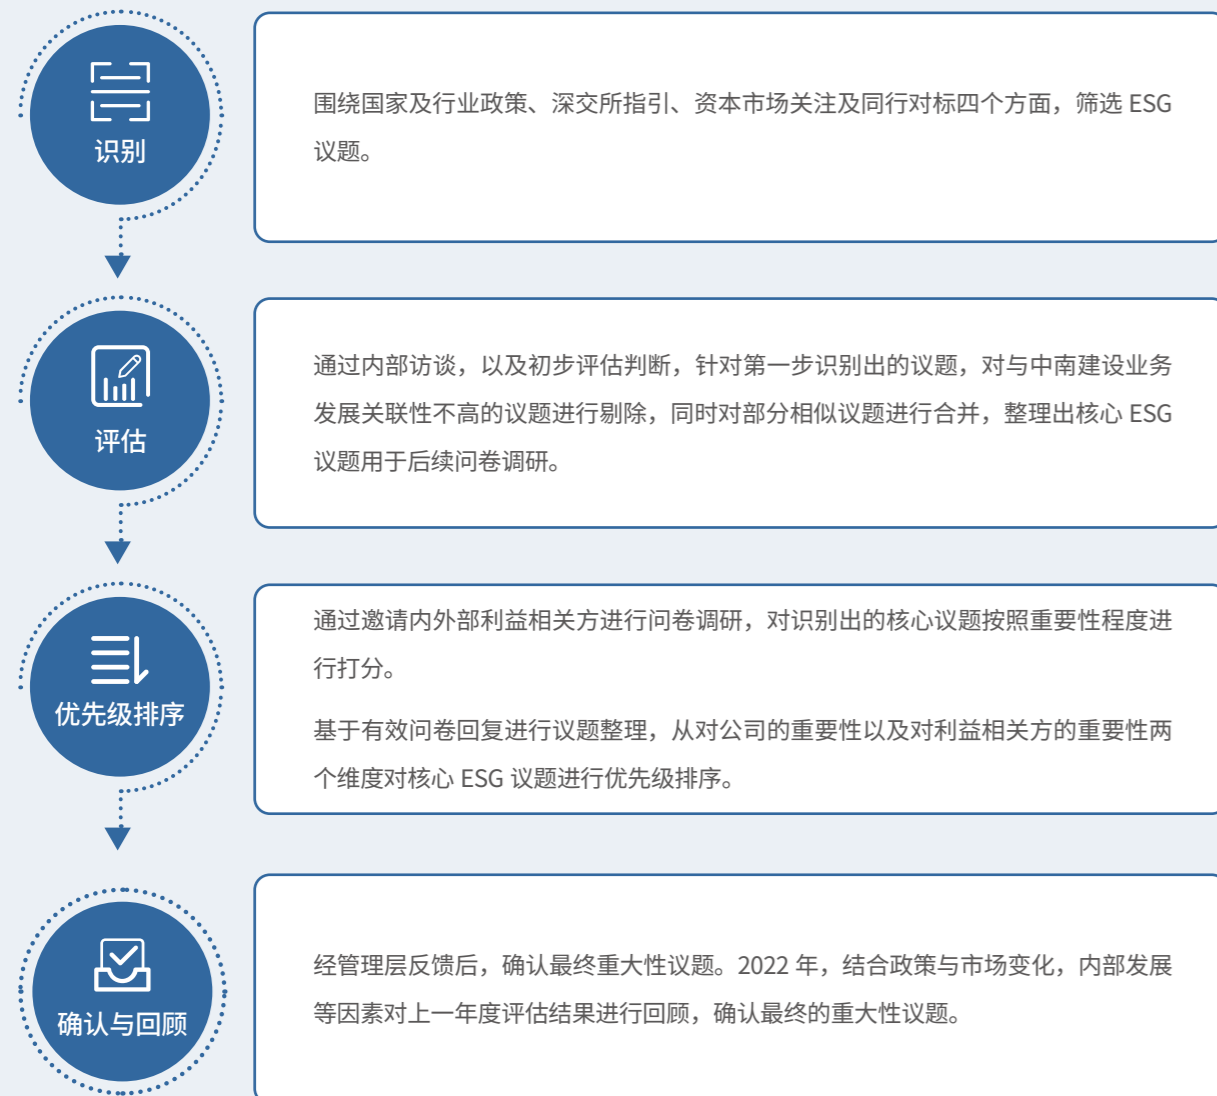 识别
围绕国家及行业政策、深交所指引、资本市场关注及同行对标四个方面，筛选 ESG
议题。
评估
通过内部访谈，以及初步评估判断，针对第一步识别出的议题，对与中南建设业务
发展关联性不高的议题进行剔除，同时对部分相似议题进行合并，整理出核心 ESG
议题用于后续问卷调研。
优先级排序
通过邀请内外部利益相关方进行问卷调研，对识别出的核心议题按照重要性程度进
行打分。
基于有效问卷回复进行议题整理，从对公司的重要性以及对利益相关方的重要性两
个维度对核心 ESG 议题进行优先级排序。
确认与回顾
经管理层反馈后，确认最终重大性议题。2022 年，结合政策与市场变化，内部发展
等因素对上一年度评估结果进行回顾，确认最终的重大性议题。